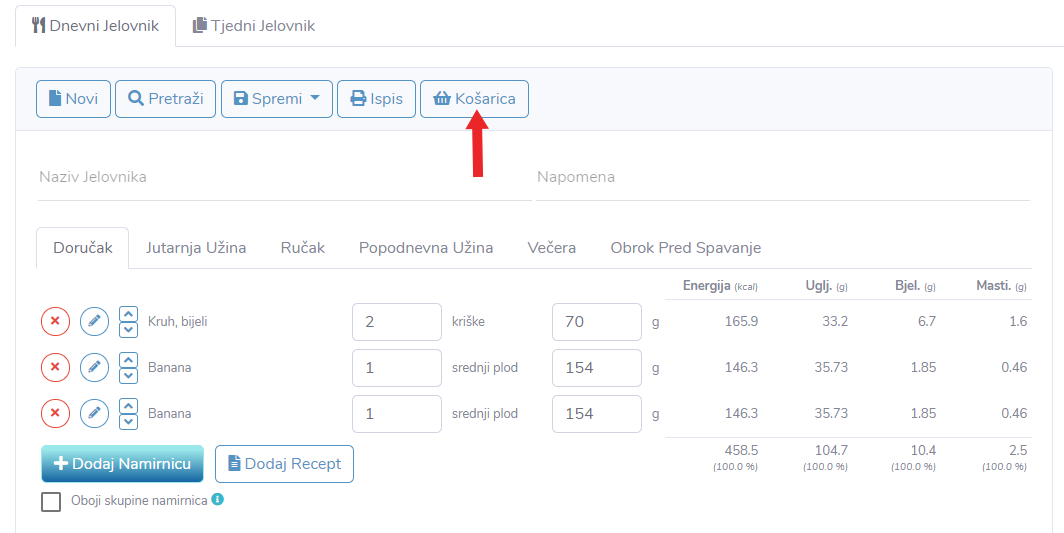 Dnevni Jelovnik Tjedni Jelovnik
Novi Pretraži Spremi Ispis Košarica
Naziv Jelovnika Napomena
Doručak Jutarnja Užina Ručak Popodnevna Užina Večera Obrok Pred Spavanje
Energija (kcal) Uglj. (g) Bjel. (g) Masti. (g)
Kruh, bijeli 2 kriške 70 g 165.9 33.2 6.7 1.6
Banana 1 srednji plod 154 g 146.3 35.73 1.85 0.46
Banana 1 srednji plod 154 g 146.3 35.73 1.85 0.46
Dodaj Namirnicu Dodaj Recept 458.5 104.7 10.4 2.5
(100.0 %) (100.0 %) (100.0 %) (100.0 %)
Oboji skupine namirnica